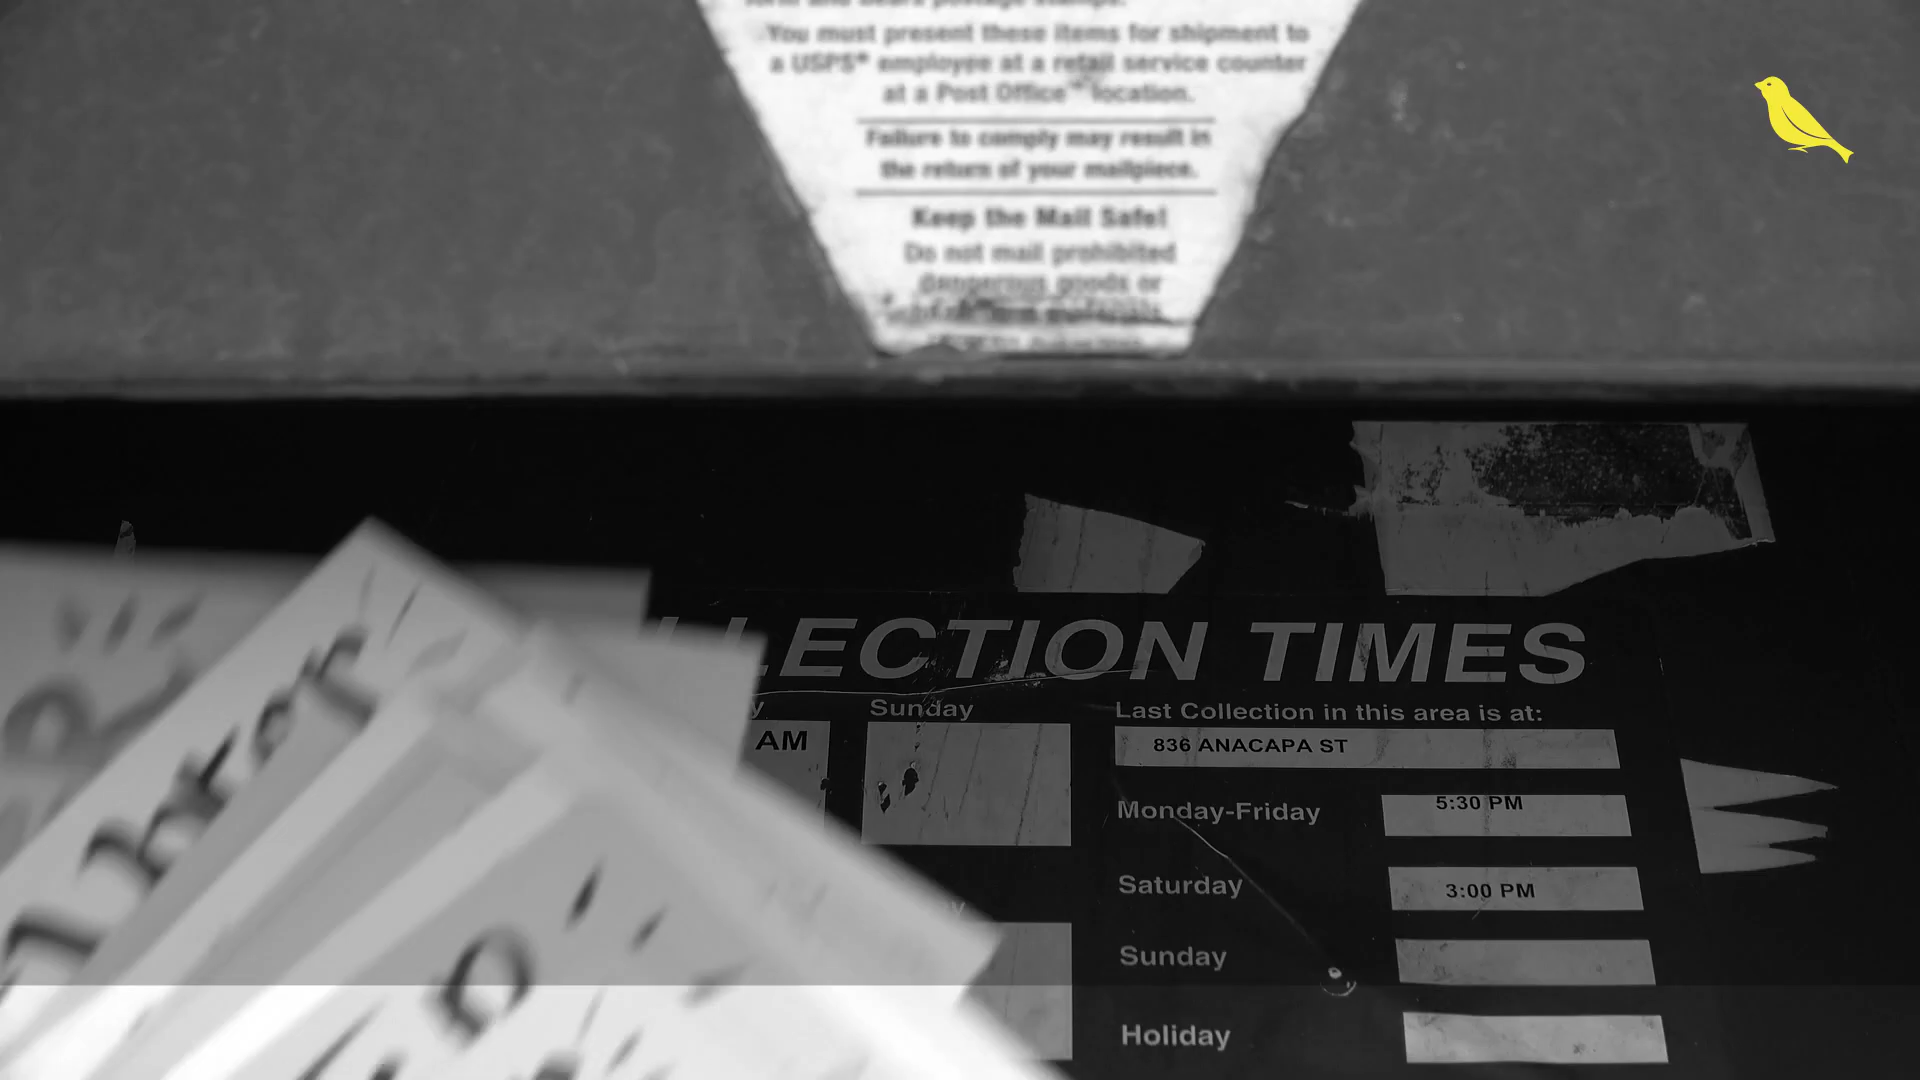 You must present these items for shipment to
a USPS® employee at a retail service counter
at a Post Office™ location.
Failure to comply may result in
the return of your mailpiece.
Keep the Mail Safe!
Do not mail prohibited
dangerous goods or
LLECTION TIMES
y
Sunday
Last Collection in this area is at:
AM
836 ANACAPA ST
Monday-Friday
5:30 PM
Saturday
3:00 PM
Sunday
Holiday